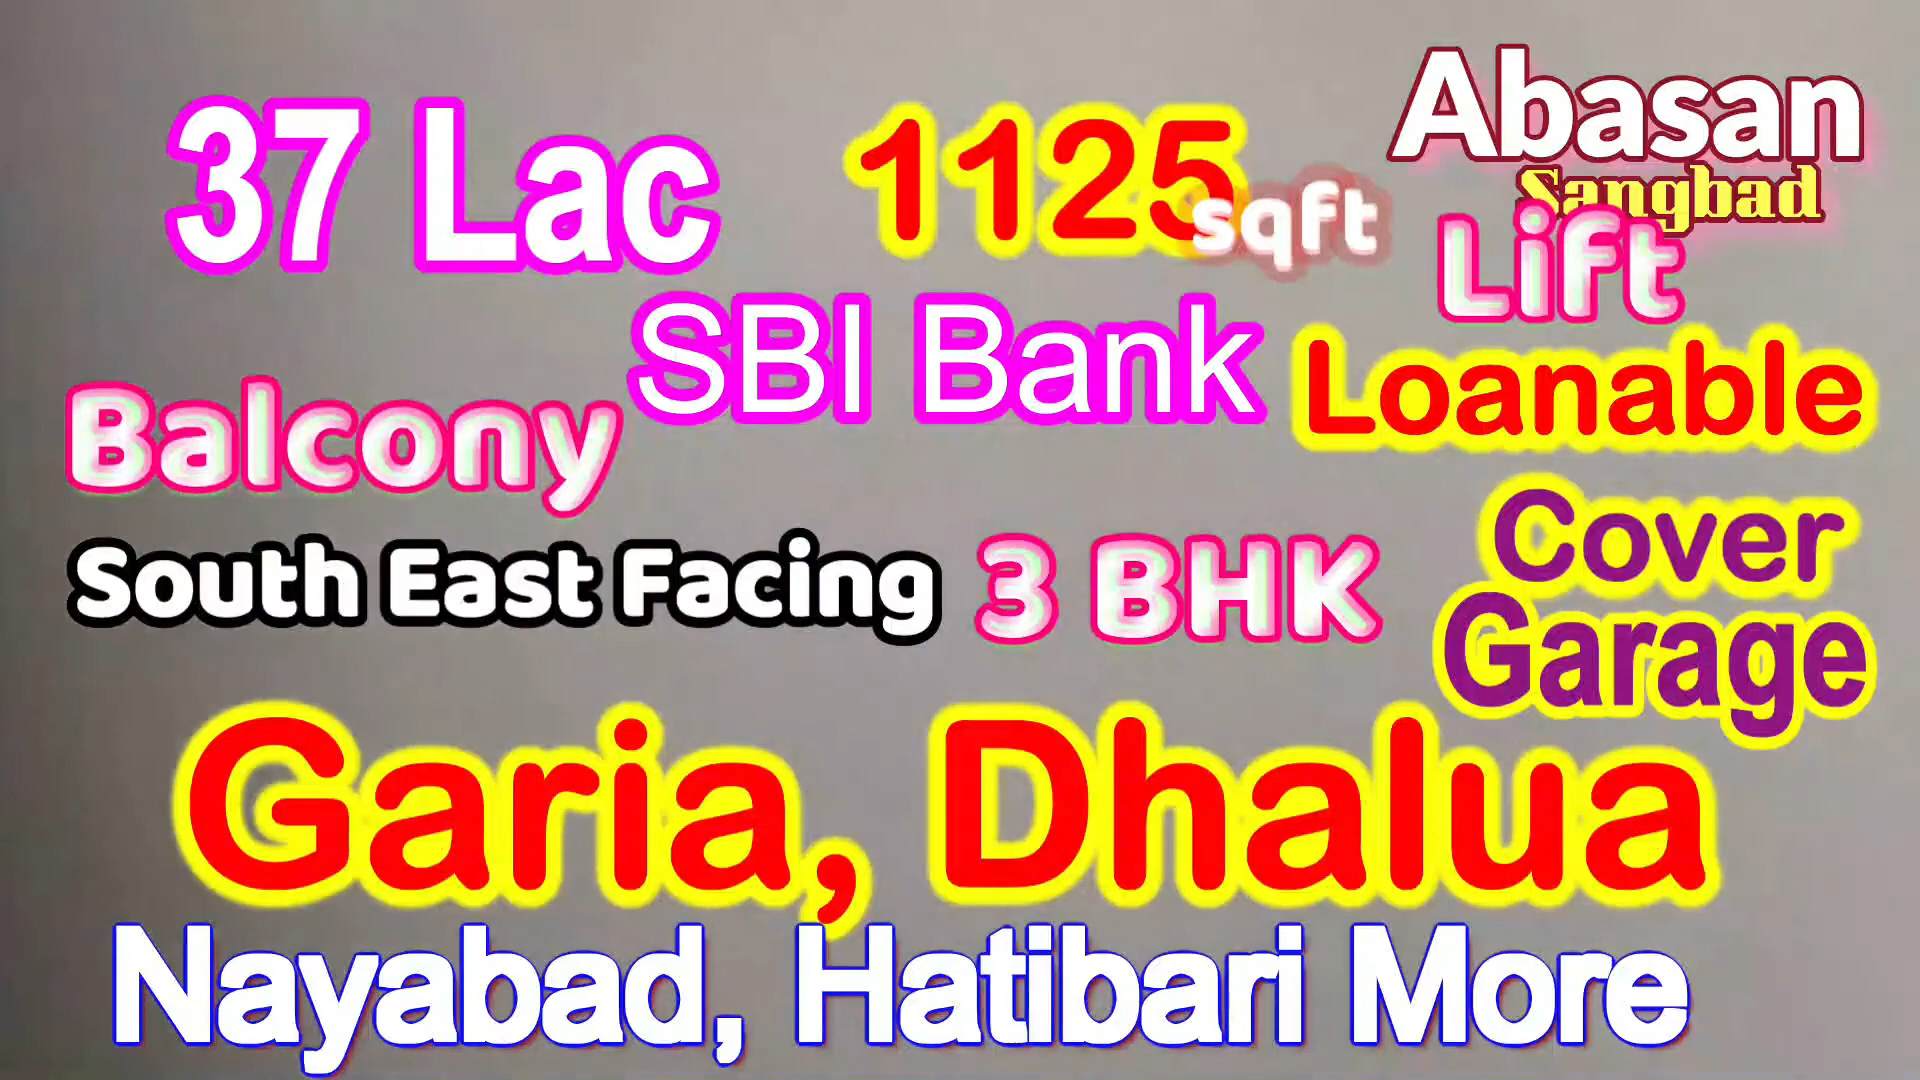 37 Lac
1125 sqft
Abasan
Sangbad
Lift
SBI Bank
Loanable
Balcony
South East Facing
3 BHK
Cover
Garage
Garia, Dhalua
Nayabad, Hatibari More